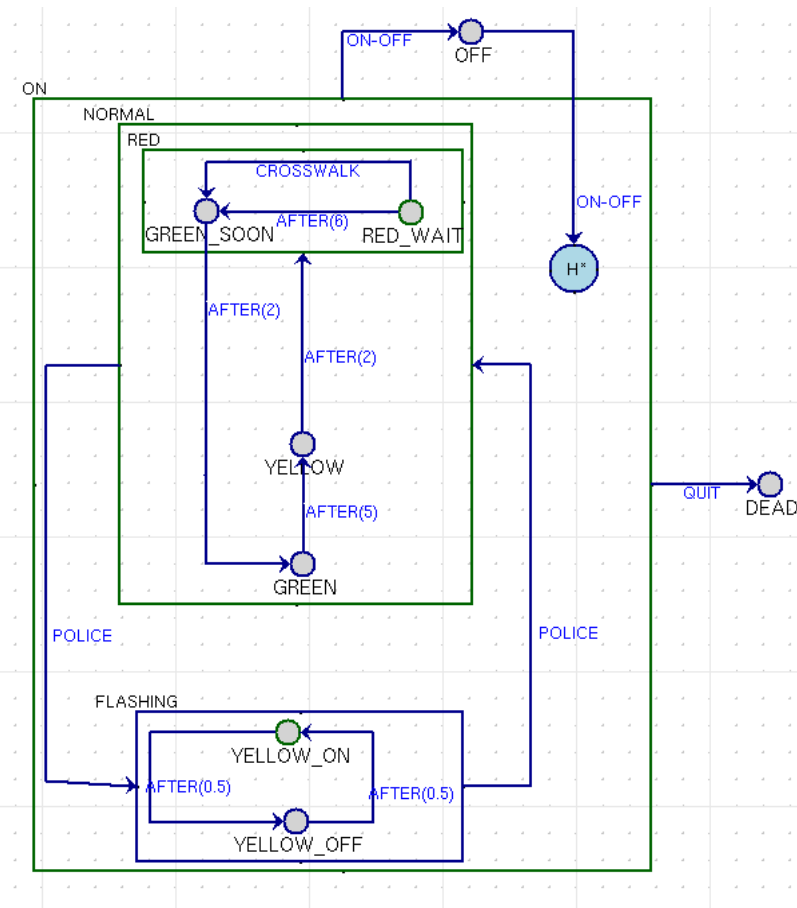 ON-OFF
OFF
ON
NORMAL
RED
CROSSWALK
AFTER(6)
GREEN_SOON
RED_WAIT
ON-OFF
H*
AFTER(2)
AFTER(2)
YELLOW
QUIT
DEAD
AFTER(5)
GREEN
POLICE
POLICE
FLASHING
YELLOW_ON
AFTER(0.5)
AFTER(0.5)
YELLOW_OFF